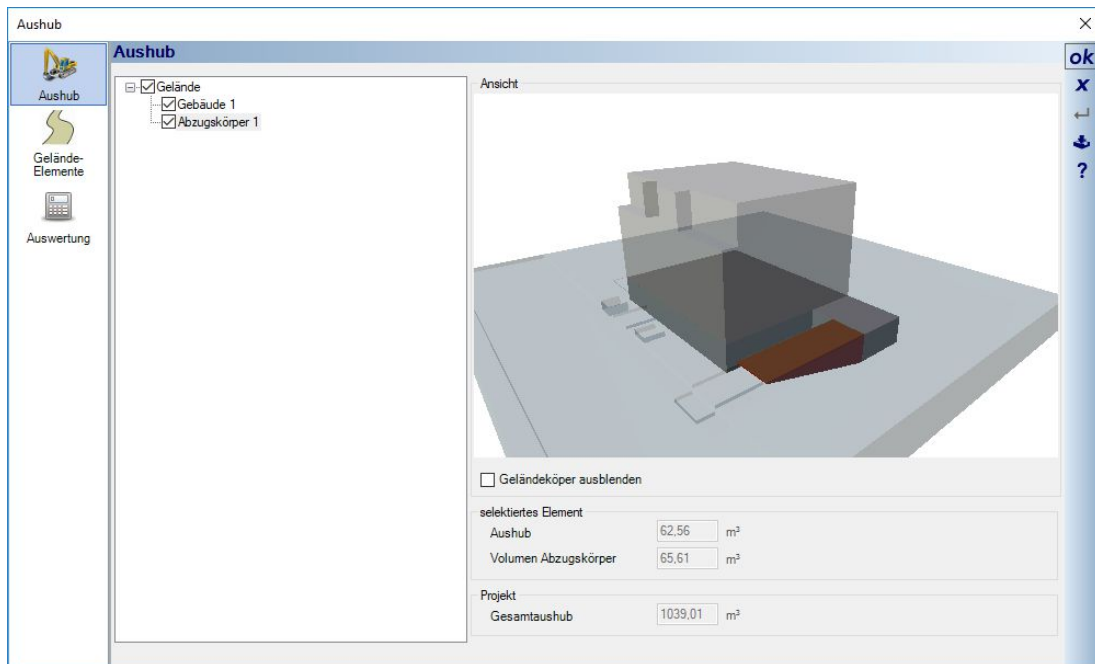 Aushub
Aushub
Aushub
Gelände-
Elemente
Auswertung
Gelände
Gebäude 1
Abzugskörper 1
Ansicht
Geländeköper ausblenden
selektiertes Element
Aushub 62,56 m³
Volumen Abzugskörper 65,61 m³
Projekt
Gesamtaushub 1039,01 m³
ok
x
?